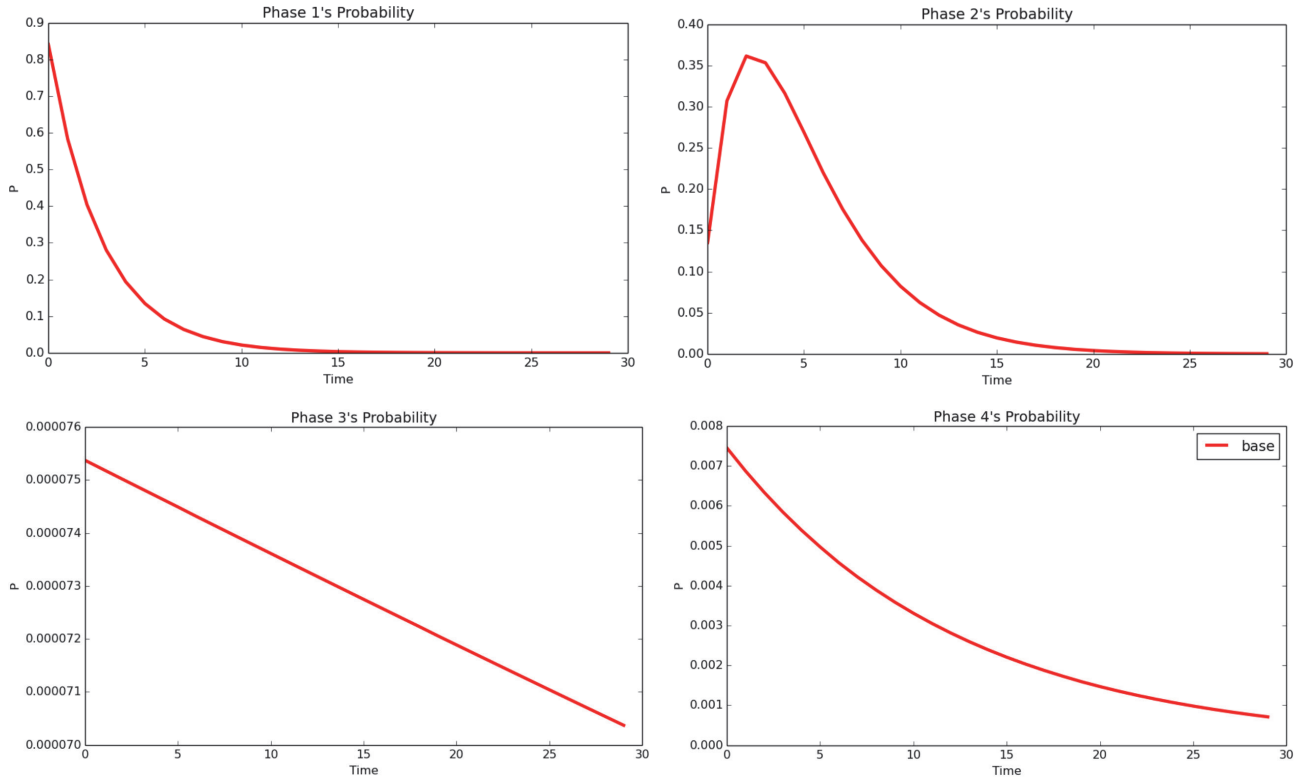 Phase 1's Probability
0.9
0.8
0.7
0.6
0.5
0.4
0.3
0.2
0.1
0.0
P
0 5 10 15 20 25 30
Time
Phase 2's Probability
0.40
0.35
0.30
0.25
0.20
0.15
0.10
0.05
0.00
P
0 5 10 15 20 25 30
Time
Phase 3's Probability
0.000076
0.000075
0.000074
0.000073
0.000072
0.000071
0.000070
P
0 5 10 15 20 25 30
Time
Phase 4's Probability
base
0.008
0.007
0.006
0.005
0.004
0.003
0.002
0.001
0.000
P
0 5 10 15 20 25 30
Time